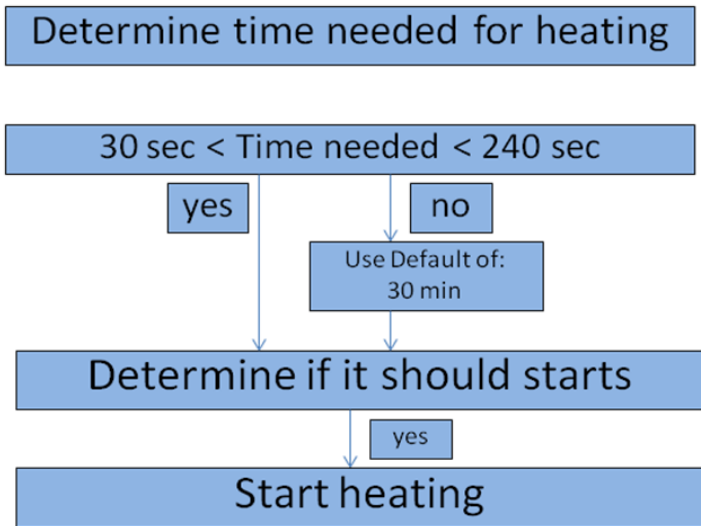 Determine time needed for heating
30 sec < Time needed < 240 sec
yes
no
Use Default of:
30 min
Determine if it should starts
yes
Start heating